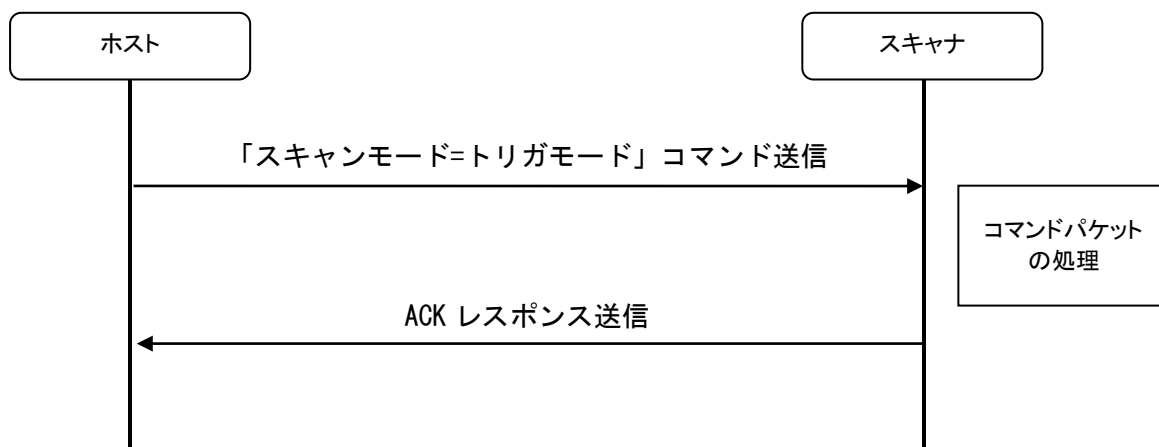 ホスト
スキャナ
「スキャンモード=トリガモード」コマンド送信
コマンドパケット
の処理
ACK レスポンス送信